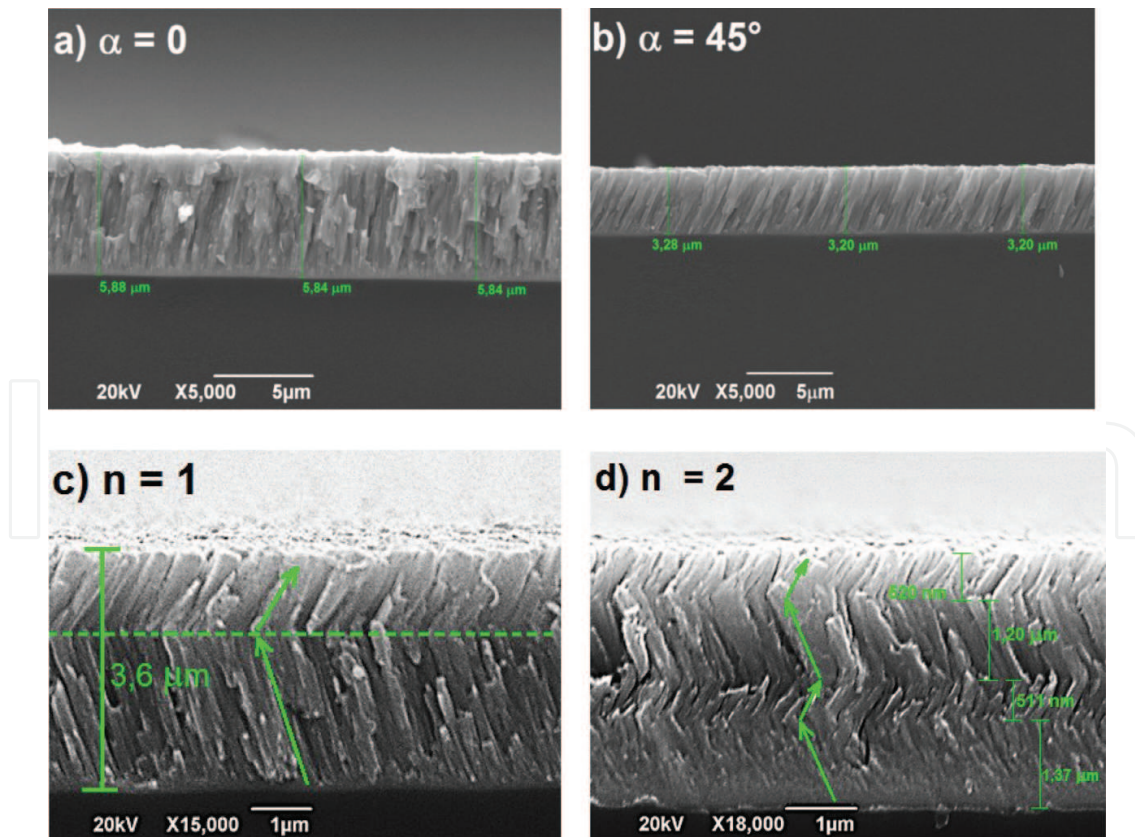 a) α = 0
5,88 μm
5,84 μm
5,84 μm
20kV X5,000 5μm
b) α = 45°
3,28 μm
3,20 μm
3,20 μm
20kV X5,000 5μm
c) n = 1
3,6 μm
20kV X15,000 1μm
d) n = 2
nm
1,20 μm
511 nm
1,37 μm
20kV X18,000 1μm